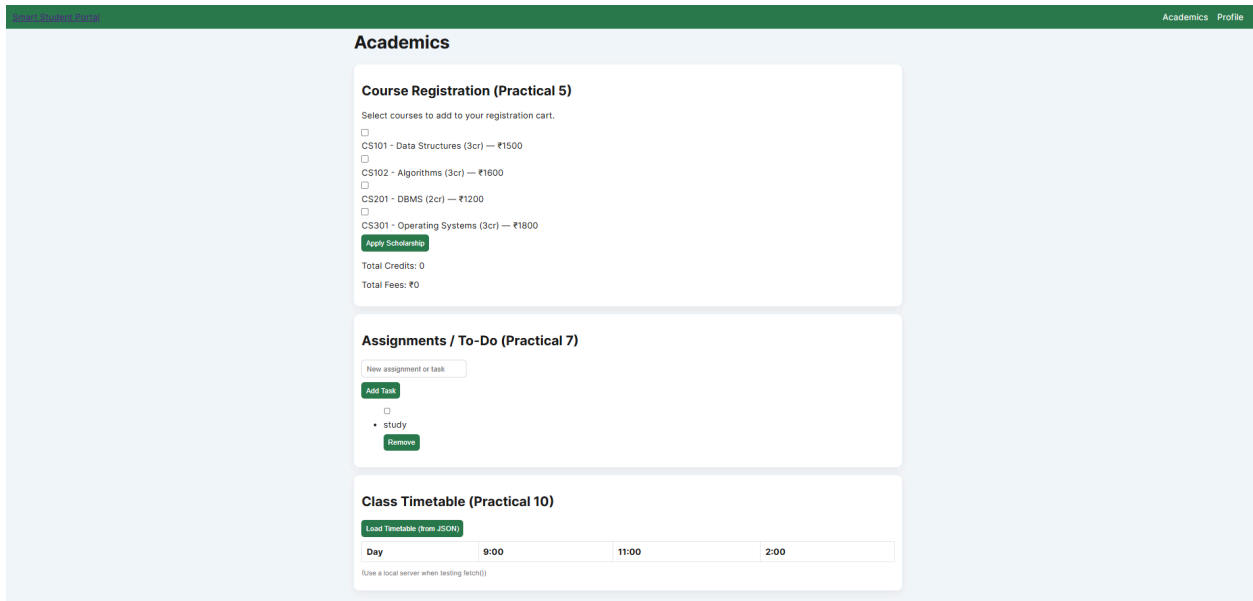 Smart Student Portal
Academics Profile
Academics
Course Registration (Practical 5)
Select courses to add to your registration cart.
CS101 - Data Structures (3cr) — ₹1500
CS102 - Algorithms (3cr) — ₹1600
CS201 - DBMS (2cr) — ₹1200
CS301 - Operating Systems (3cr) — ₹1800
Apply Scholarship
Total Credits: 0
Total Fees: ₹0
Assignments / To-Do (Practical 7)
New assignment or task
Add Task
study
Remove
Class Timetable (Practical 10)
Load Timetable (from JSON)
Day 9:00 11:00 2:00
(Use a local server when testing fetch())